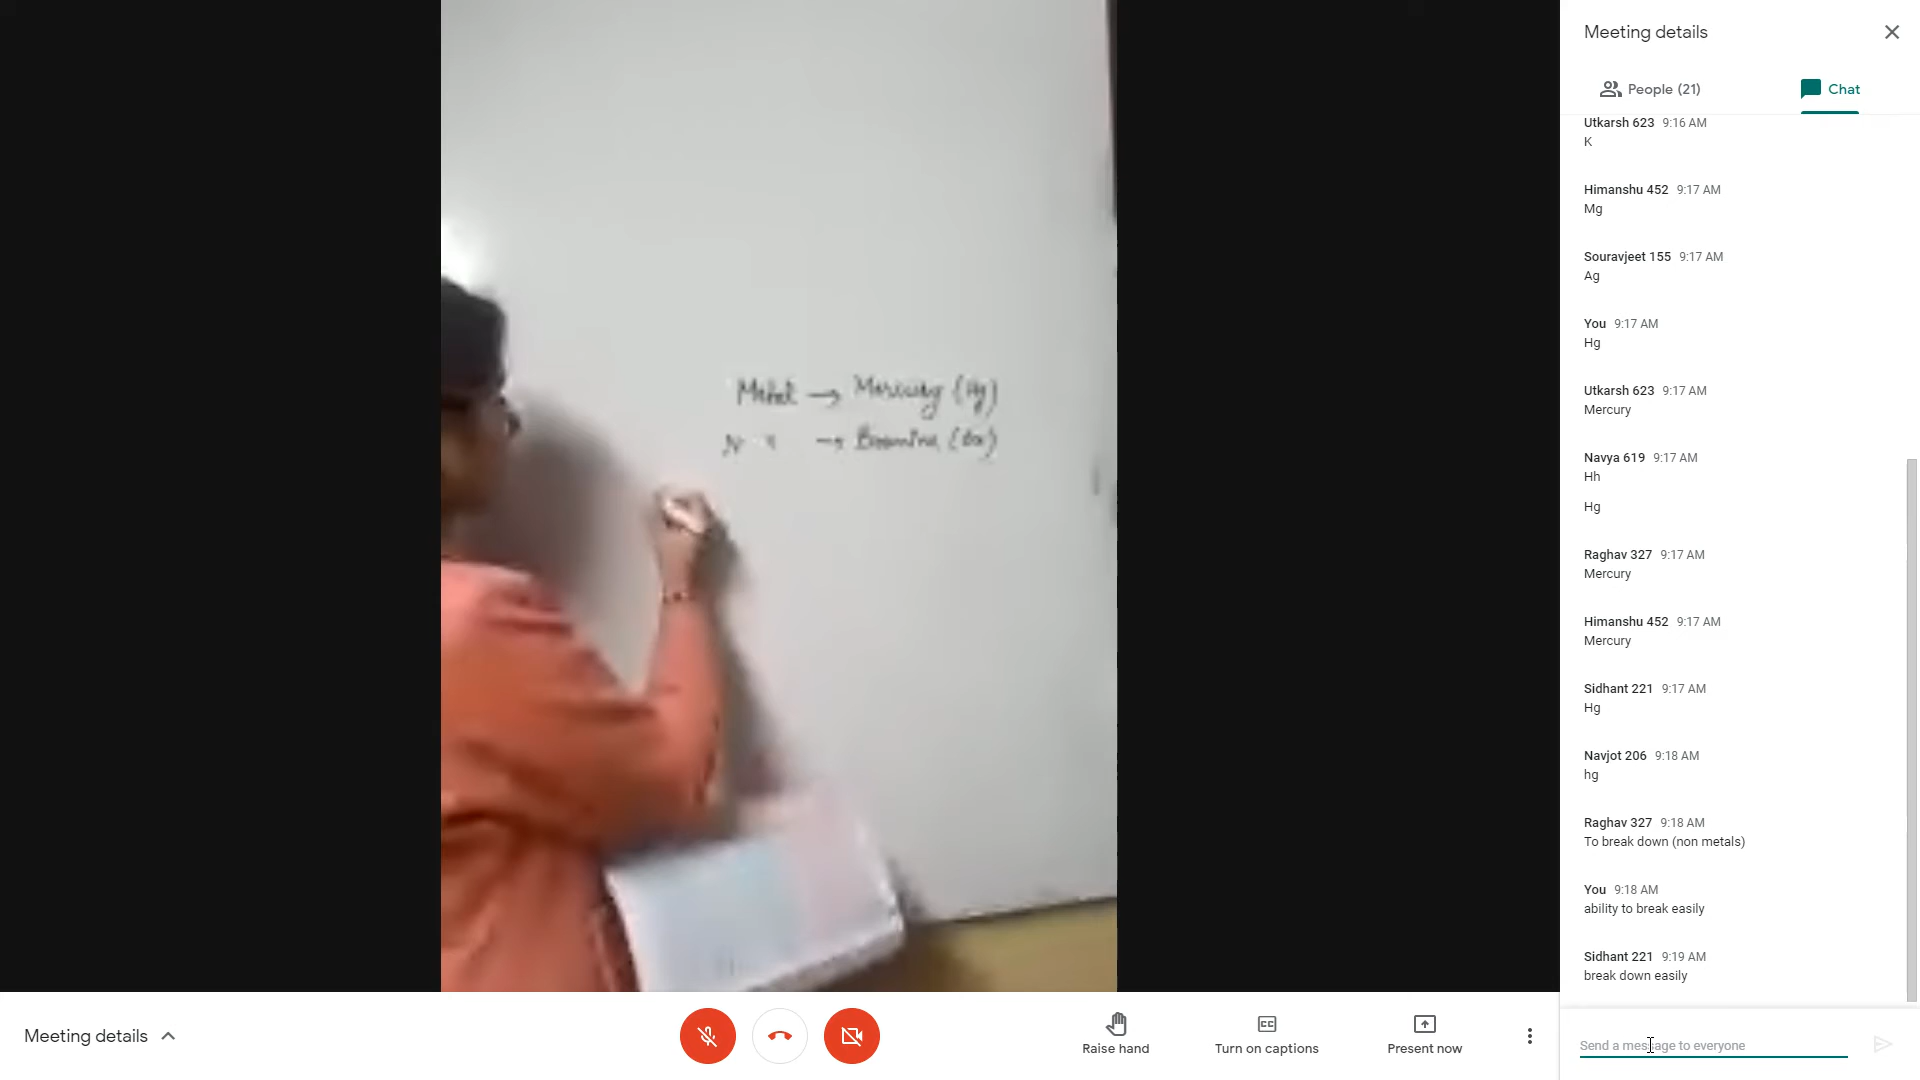 Meeting details
People (21)
Chat
Utkarsh 623 9:16 AM
K
Himanshu 452 9:17 AM
Mg
Souravjeet 155 9:17 AM
Ag
You 9:17 AM
Hg
Utkarsh 623 9:17 AM
Mercury
Navya 619 9:17 AM
Hh
Hg
Raghav 327 9:17 AM
Mercury
Himanshu 452 9:17 AM
Mercury
Sidhant 221 9:17 AM
Hg
Navjot 206 9:18 AM
hg
Raghav 327 9:18 AM
To break down (non metals)
You 9:18 AM
ability to break easily
Sidhant 221 9:19 AM
break down easily
Send a message to everyone
Metal → Mercury (Hg)
N " → Bromine (Br)
Meeting details
Raise hand
CC
Turn on captions
Present now